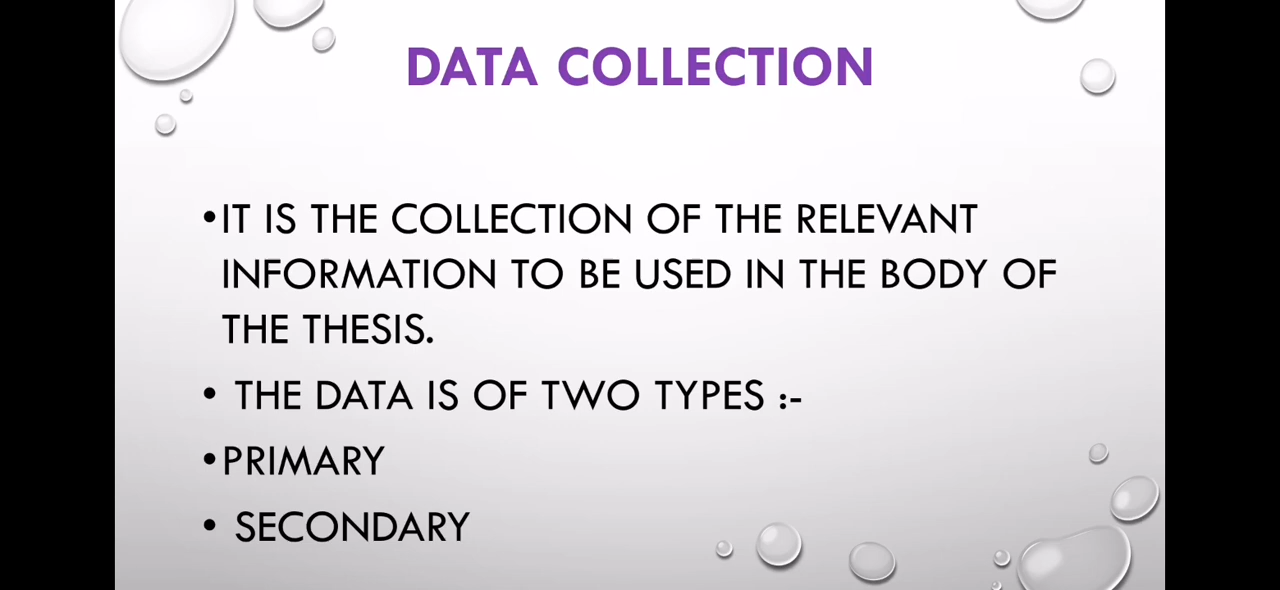 DATA COLLECTION
•IT IS THE COLLECTION OF THE RELEVANT
INFORMATION TO BE USED IN THE BODY OF
THE THESIS.
• THE DATA IS OF TWO TYPES :-
•PRIMARY
• SECONDARY